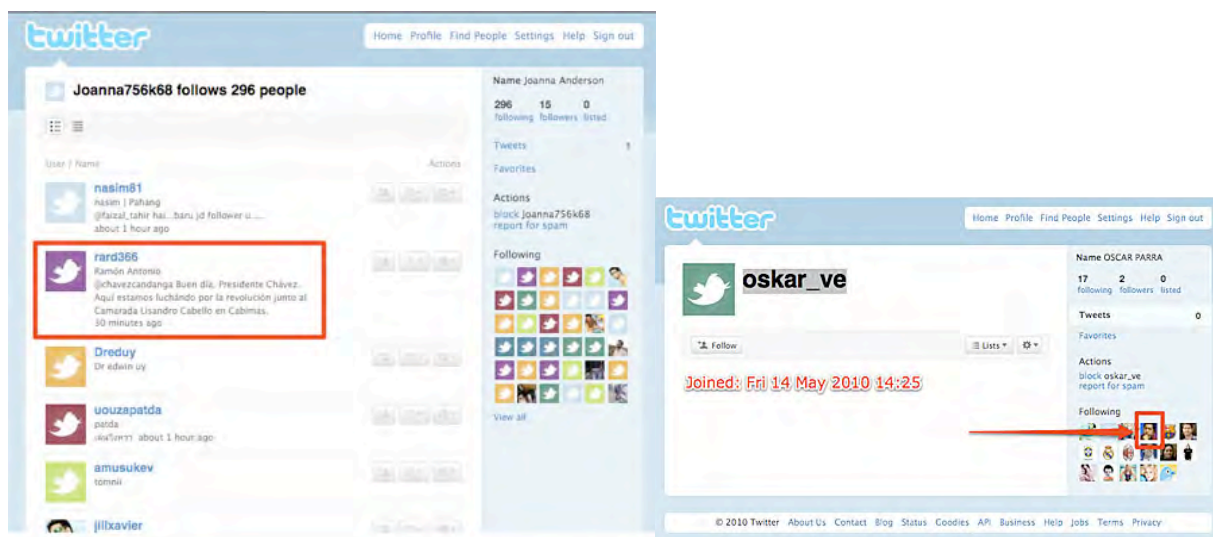 twitter
Home Profile Find People Settings Help Sign out
Joanna756k68 follows 296 people
User / Name
Actions
nasim81
nasim | Pahang
@faizal_tahir hai...baru jd follower u.....
about 1 hour ago
rard366
Ramón Antonio
@chavezcandanga Buen día, Presidente Chávez.
Aquí estamos luchándo por la revolución junto al
Camarada Lisandro Cabello en Cabimas.
30 minutes ago
Dreduy
Dr edwin uy
uouzapatda
patda
about 1 hour ago
amusukev
tomnii
jillxavier
Name Joanna Anderson
296 15 0
following followers listed
Tweets 1
Favorites
Actions
block Joanna756k68
report for spam
Following
View all
twitter
Home Profile Find People Settings Help Sign out
oskar_ve
Follow
Lists
Joined: Fri 14 May 2010 14:25
Name OSCAR PARRA
17 2 0
following followers listed
Tweets 0
Favorites
Actions
block oskar_ve
report for spam
Following
© 2010 Twitter About Us Contact Blog Status Goodies API Business Help Jobs Terms Privacy